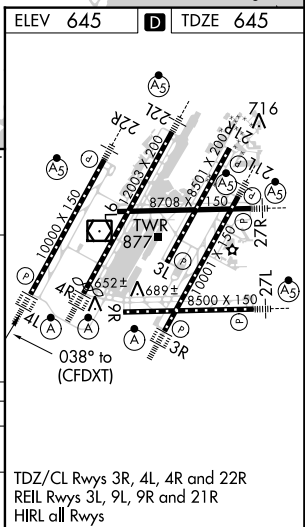 ELEV 645 D TDZE 645
A5
22L
22R
716
A5
P
21R
21L
10000 X 150
12003 X 200
8501 X 200
P
A5
P
9L
8708 X 150
TWR
877
27R
10001 X 150
3L
P
652 ±
689 ±
4R
4L
9R
8500 X 150
27L
A5
P
A
A
A
P
P
3R
038° to
(CFDXT)
TDZ/CL Rwys 3R, 4L, 4R and 22R
REIL Rwys 3L, 9L, 9R and 21R
HIRL all Rwys